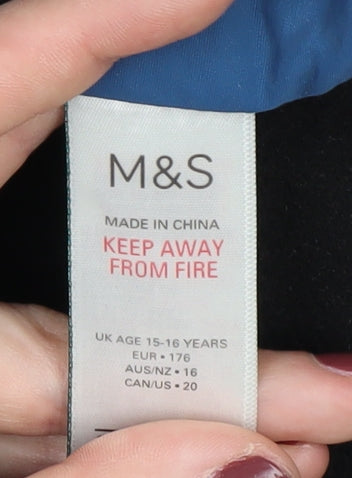 M&S
MADE IN CHINA
KEEP AWAY
FROM FIRE
UK AGE 15-16 YEARS
EUR • 176
AUS/NZ • 16
CAN/US • 20